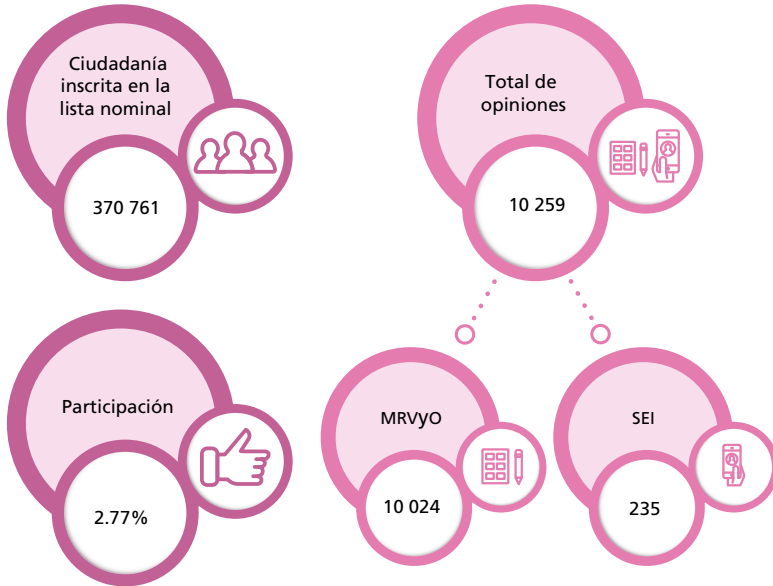 Ciudadanía
inscrita en la
lista nominal
370 761
Total de
opiniones
10 259
Participación
2.77%
MRVyO
10 024
SEI
235